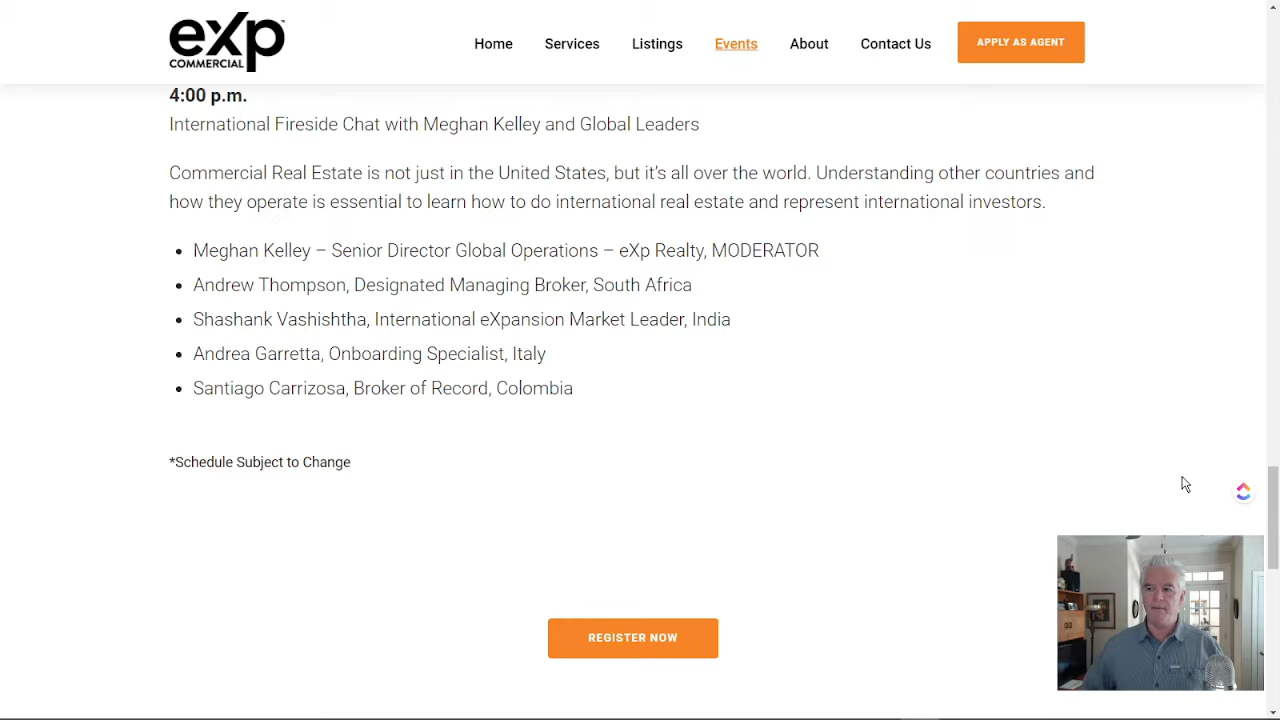 eXp
COMMERCIAL
Home Services Listings Events About Contact Us APPLY AS AGENT
4:00 p.m.
International Fireside Chat with Meghan Kelley and Global Leaders
Commercial Real Estate is not just in the United States, but it’s all over the world. Understanding other countries and
how they operate is essential to learn how to do international real estate and represent international investors.
• Meghan Kelley – Senior Director Global Operations – eXp Realty, MODERATOR
• Andrew Thompson, Designated Managing Broker, South Africa
• Shashank Vashishtha, International eXpansion Market Leader, India
• Andrea Garretta, Onboarding Specialist, Italy
• Santiago Carrizosa, Broker of Record, Colombia
*Schedule Subject to Change
REGISTER NOW